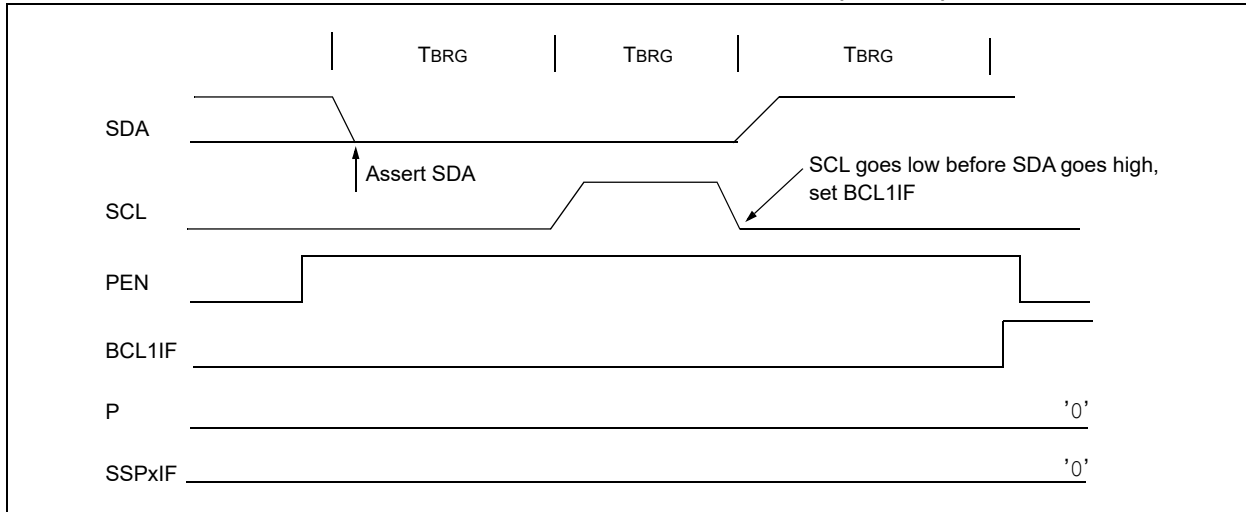 TBRG TBRG TBRG
SDA
Assert SDA
SCL goes low before SDA goes high,
set BCL1IF
SCL
PEN
BCL1IF
P '0'
SSPxIF '0'